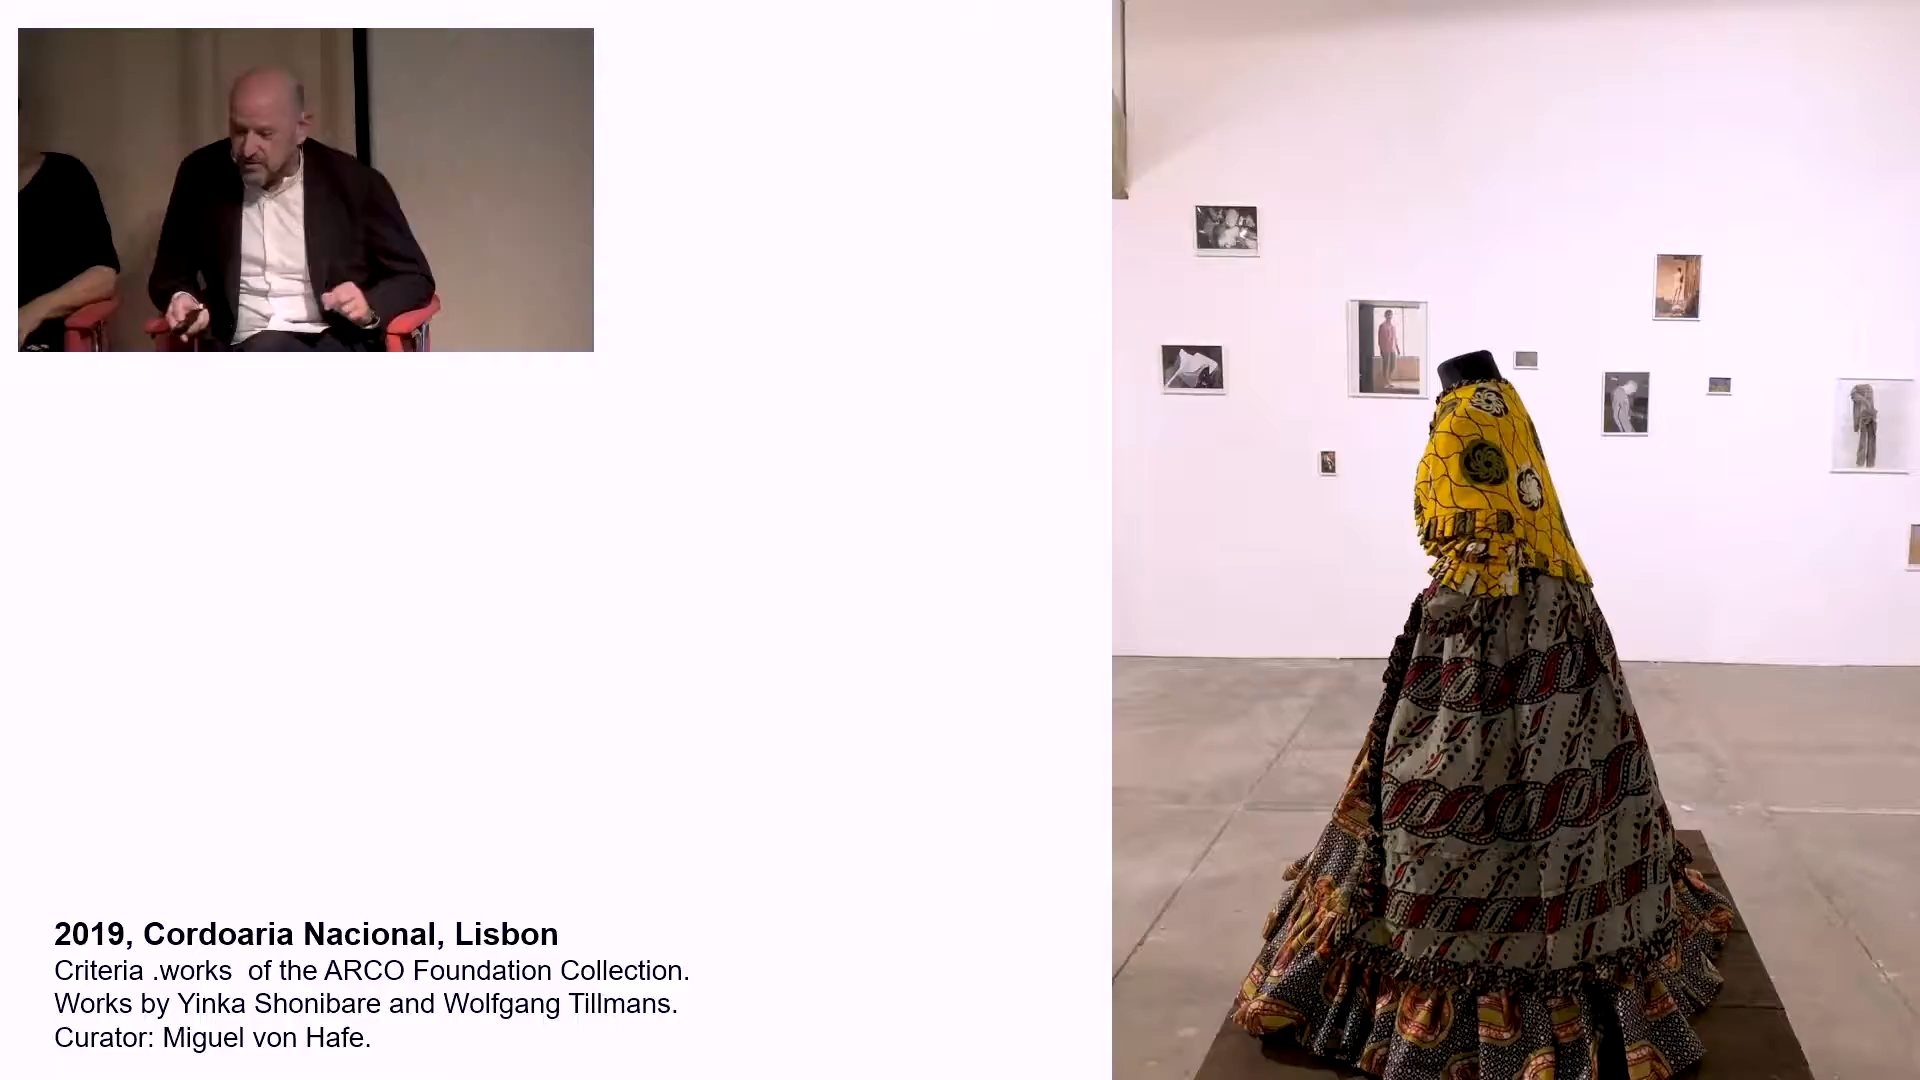 2019, Cordoaria Nacional, Lisbon
Criteria .works  of the ARCO Foundation Collection.
Works by Yinka Shonibare and Wolfgang Tillmans.
Curator: Miguel von Hafe.